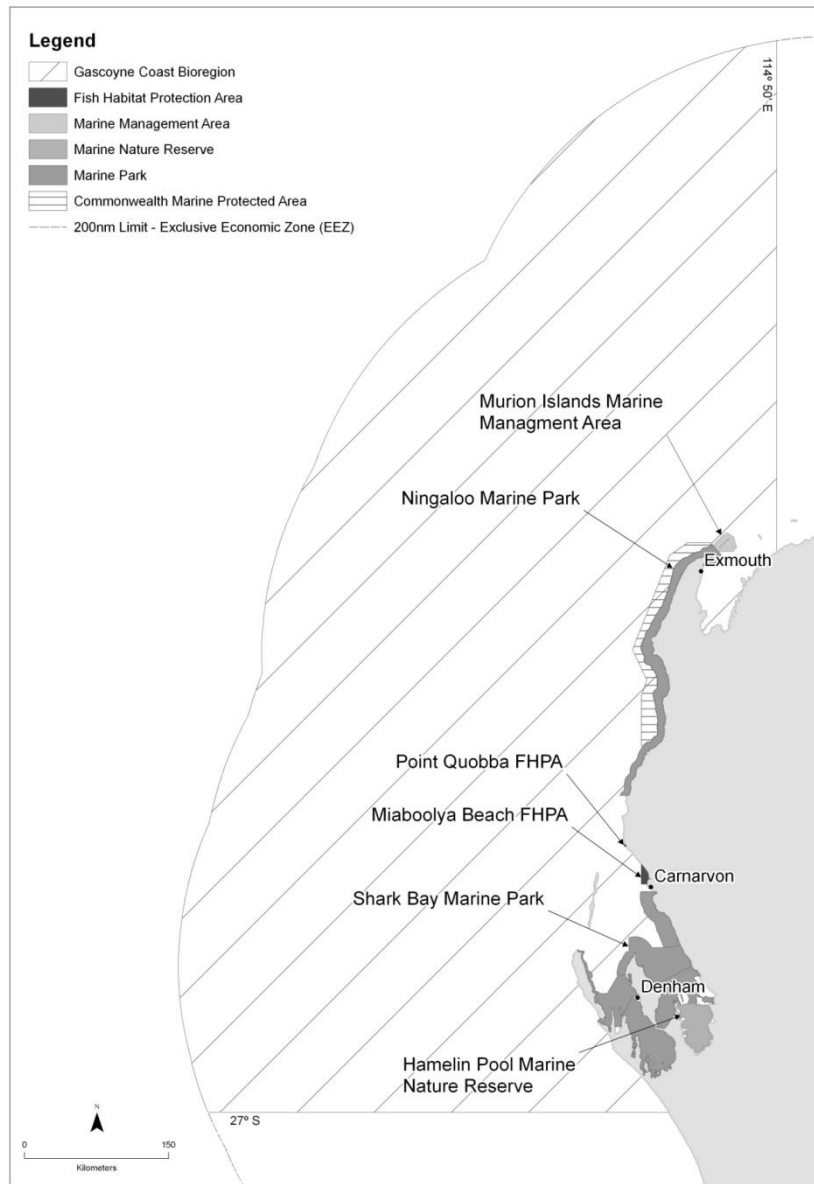 Legend
Gascoyne Coast Bioregion
Fish Habitat Protection Area
Marine Management Area
Marine Nature Reserve
Marine Park
Commonwealth Marine Protected Area
200nm Limit - Exclusive Economic Zone (EEZ)
114º 50' E
Murion Islands Marine
Managment Area
Ningaloo Marine Park
Exmouth
Point Quobba FHPA
Miaboolya Beach FHPA
Carnarvon
Shark Bay Marine Park
Denham
Hamelin Pool Marine
Nature Reserve
27º S
N
0 150
Kilometers